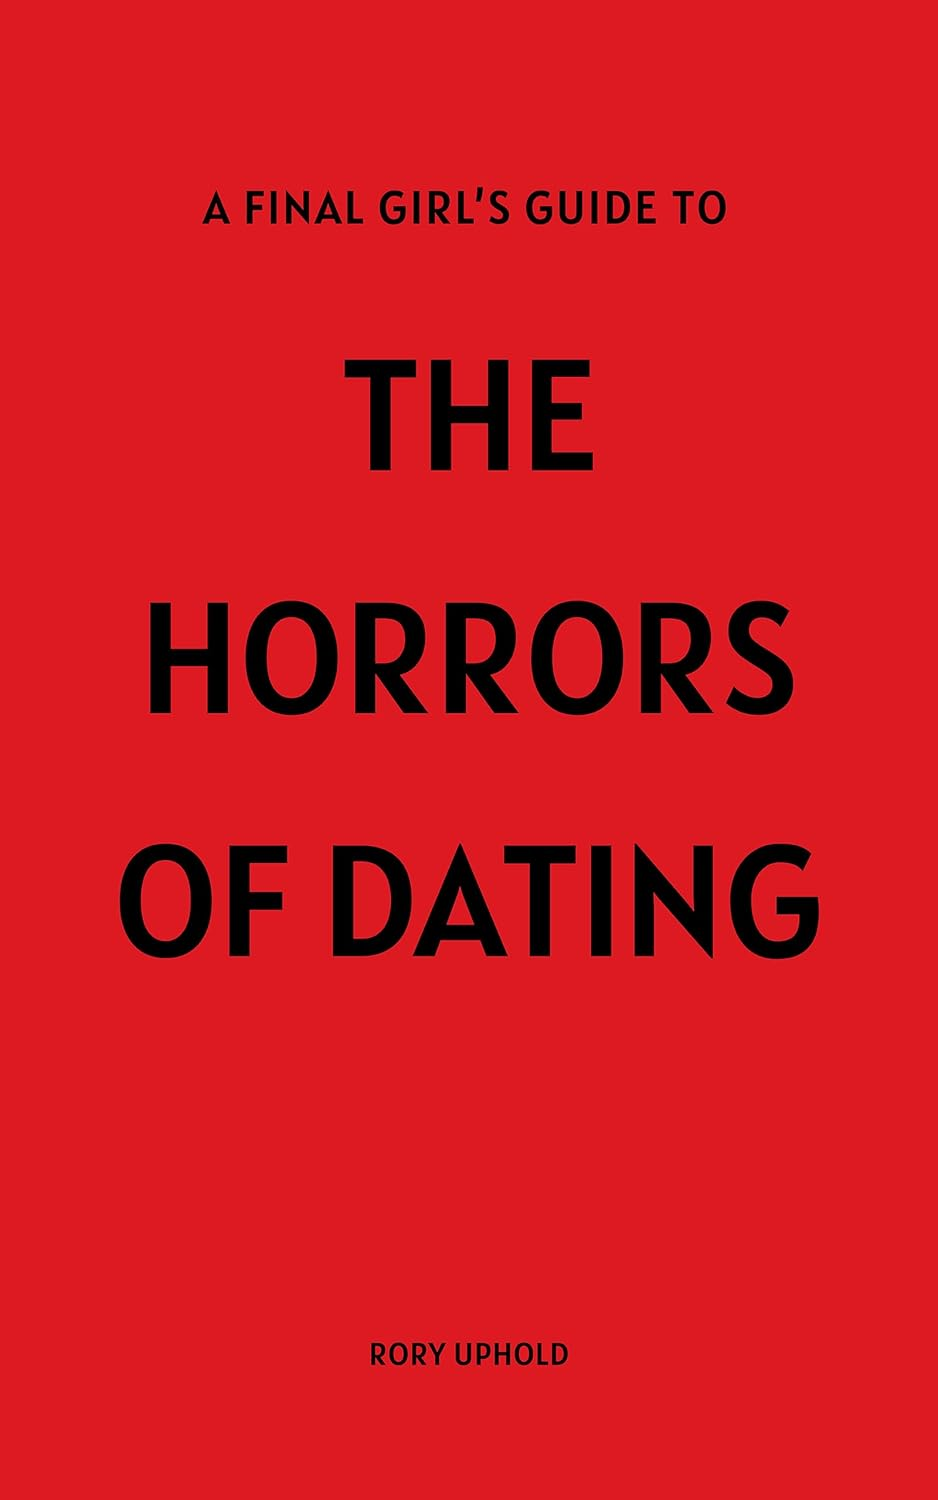 A FINAL GIRL'S GUIDE TO
THE
HORRORS
OF DATING
RORY UPHOLD